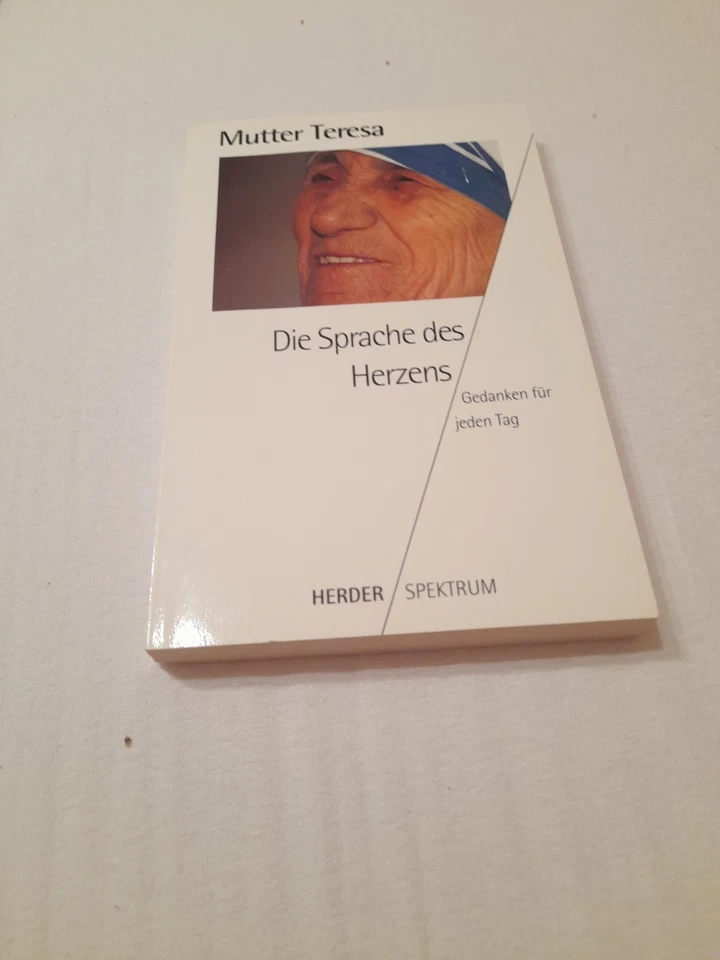 Mutter Teresa
Die Sprache des
Herzens
Gedanken für
jeden Tag
HERDER / SPEKTRUM